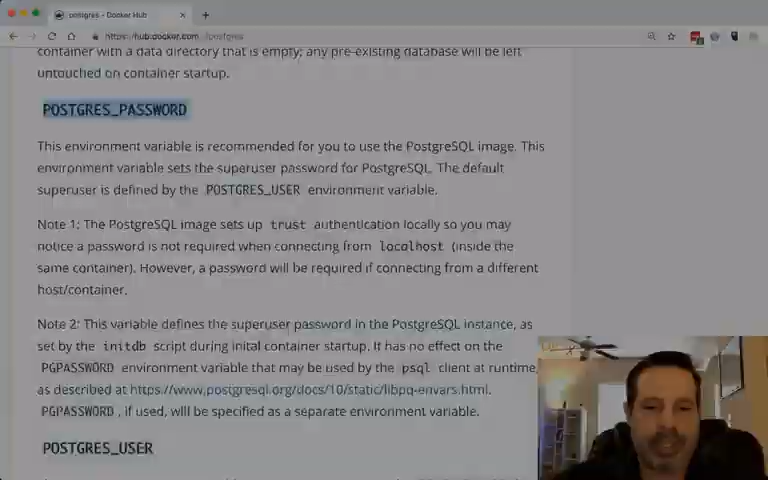 postgres - Docker Hub
https://hub.docker.com/_/postgres
container with a data directory that is empty; any pre-existing database will be left
untouched on container startup.
POSTGRES_PASSWORD
This environment variable is recommended for you to use the PostgreSQL image. This
environment variable sets the superuser password for PostgreSQL. The default
superuser is defined by the POSTGRES_USER environment variable.
Note 1: The PostgreSQL image sets up trust authentication locally so you may
notice a password is not required when connecting from localhost (inside the
same container). However, a password will be required if connecting from a different
host/container.
Note 2: This variable defines the superuser password in the PostgreSQL instance, as
set by the initdb script during inital container startup. It has no effect on the
PGPASSWORD environment variable that may be used by the psql client at runtime,
as described at https://www.postgresql.org/docs/10/static/libpq-envars.html.
PGPASSWORD, if used, will be specified as a separate environment variable.
POSTGRES_USER